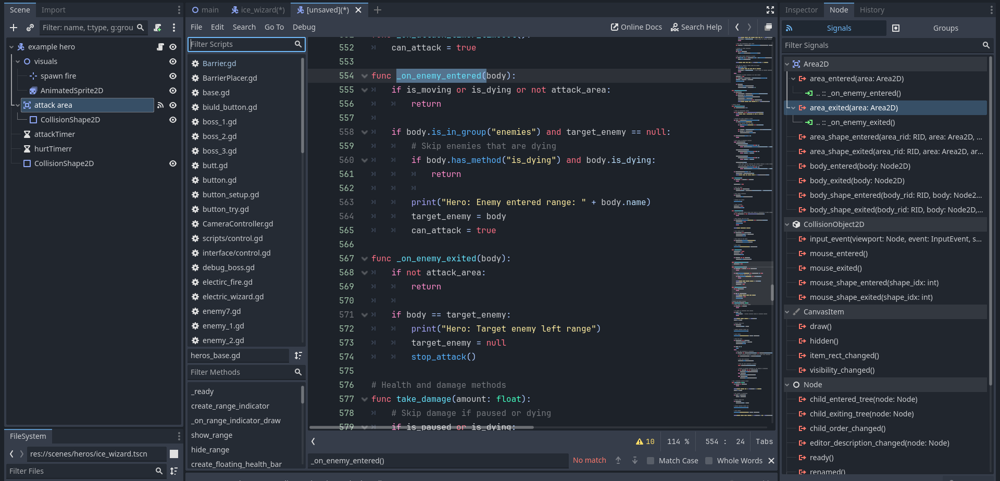 Scene
Import
Filter: name, t:type, g:grou
example hero
visuals
spawn fire
AnimatedSprite2D
attack area
CollisionShape2D
attackTimer
hurtTimerr
CollisionShape2D
FileSystem
res://scenes/heros/ice_wizard.tscn
Filter Files
main
ice_wizard(*)
[unsaved](*)
File Edit Search Go To Debug
Online Docs
Search Help
Filter Scripts
Barrier.gd
BarrierPlacer.gd
base.gd
biuld_button.gd
boss_1.gd
boss_2.gd
boss_3.gd
butt.gd
button.gd
button_setup.gd
button_try.gd
CameraController.gd
scripts/control.gd
interface/control.gd
debug_boss.gd
electirc_fire.gd
electric_wizard.gd
enemy7.gd
enemy_1.gd
enemy_2.gd
heros_base.gd
Filter Methods
_ready
create_range_indicator
_on_range_indicator_draw
show_range
hide_range
create_floating_health_bar
552 can_attack = true
553
554 func _on_enemy_entered(body):
555 if is_moving or is_dying or not attack_area:
556 return
557
558 if body.is_in_group("enemies") and target_enemy == null:
559 # Skip enemies that are dying
560 if body.has_method("is_dying") and body.is_dying:
561 return
562
563 print("Hero: Enemy entered range: " + body.name)
564 target_enemy = body
565 can_attack = true
566
567 func _on_enemy_exited(body):
568 if not attack_area:
569 return
570
571 if body == target_enemy:
572 print("Hero: Target enemy left range")
573 target_enemy = null
574 stop_attack()
575
576 # Health and damage methods
577 func take_damage(amount: float):
578 # Skip damage if paused or dying
579 if is_paused or is_dying:
10 114 % 554 : 24 Tabs
_on_enemy_entered()
No match
Match Case
Whole Words
Inspector
Node
History
Signals
Groups
Filter Signals
Area2D
area_entered(area: Area2D)
.. :: _on_enemy_entered()
area_exited(area: Area2D)
.. :: _on_enemy_exited()
area_shape_entered(area_rid: RID, area: Area2D, ...
area_shape_exited(area_rid: RID, area: Area2D, ar...
body_entered(body: Node2D)
body_exited(body: Node2D)
body_shape_entered(body_rid: RID, body: Node2...
body_shape_exited(body_rid: RID, body: Node2D,...
CollisionObject2D
input_event(viewport: Node, event: InputEvent, s...
mouse_entered()
mouse_exited()
mouse_shape_entered(shape_idx: int)
mouse_shape_exited(shape_idx: int)
CanvasItem
draw()
hidden()
item_rect_changed()
visibility_changed()
Node
child_entered_tree(node: Node)
child_exiting_tree(node: Node)
child_order_changed()
editor_description_changed(node: Node)
ready()
renamed()